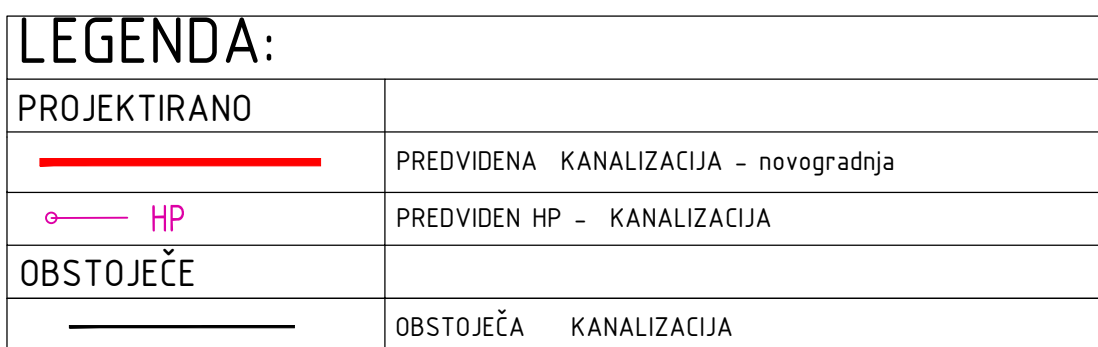 LEGENDA:
PROJEKTIRANO
PREDVIDENA KANALIZACIJA - novogradnja
HP PREDVIDEN HP - KANALIZACIJA
OBSTOJEČE
OBSTOJEČA KANALIZACIJA